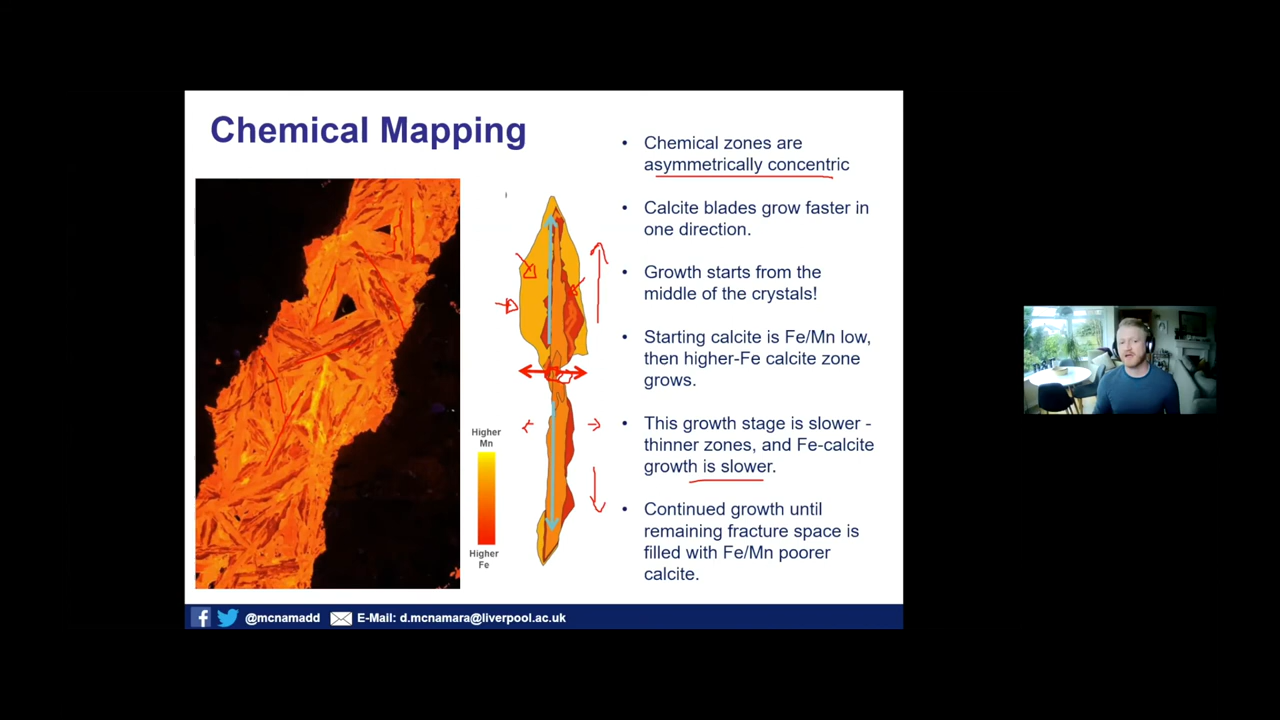 Chemical Mapping
Chemical zones are
asymmetrically concentric
Calcite blades grow faster in
one direction.
Growth starts from the
middle of the crystals!
Starting calcite is Fe/Mn low,
then higher-Fe calcite zone
grows.
This growth stage is slower -
thinner zones, and Fe-calcite
growth is slower.
Continued growth until
remaining fracture space is
filled with Fe/Mn poorer
calcite.
Higher
Mn
Higher
Fe
@mcnamadd E-Mail: d.mcnamara@liverpool.ac.uk